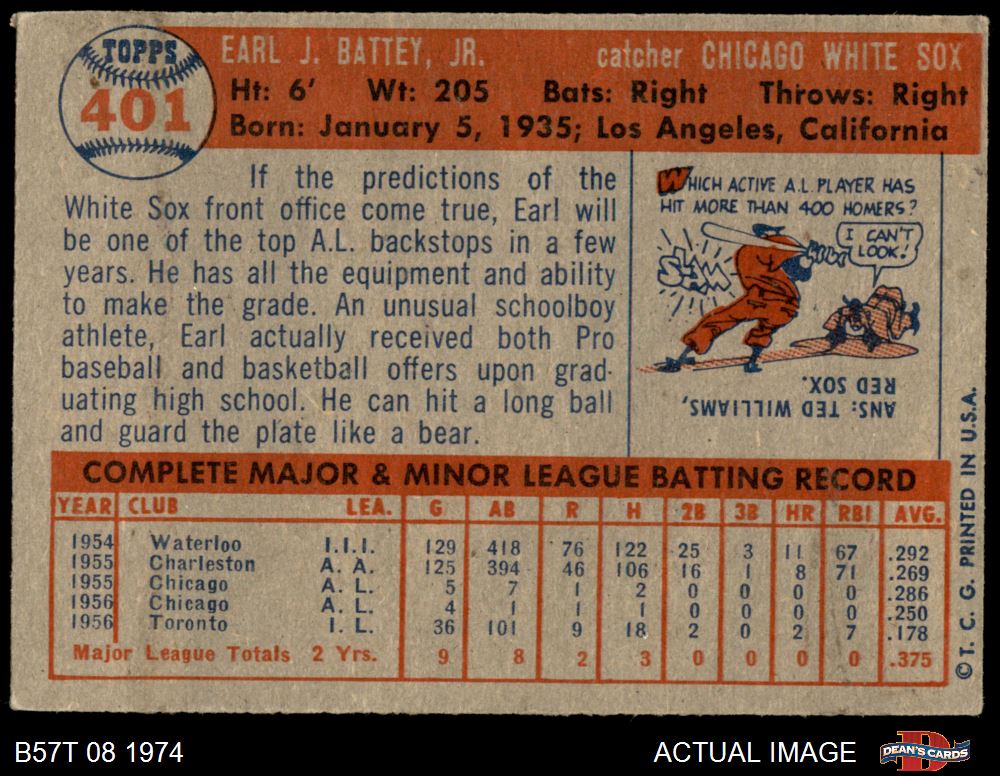 TOPPS
401
EARL J. BATTEY, JR. catcher CHICAGO WHITE SOX
Ht: 6' Wt: 205 Bats: Right Throws: Right
Born: January 5, 1935; Los Angeles, California
If the predictions of the
White Sox front office come true, Earl will
be one of the top A.L. backstops in a few
years. He has all the equipment and ability
to make the grade. An unusual schoolboy
athlete, Earl actually received both Pro
baseball and basketball offers upon grad-
uating high school. He can hit a long ball
and guard the plate like a bear.
WHICH ACTIVE A.L. PLAYER HAS
HIT MORE THAN 400 HOMERS?
I CAN'T
LOOK!
SLAM
ANS: TED WILLIAMS,
RED SOX.
COMPLETE MAJOR & MINOR LEAGUE BATTING RECORD
YEAR CLUB LEA. G AB R H 2B 3B HR RBI AVG.
1954 Waterloo I.I.I. 129 418 76 122 25 3 11 67 .292
1955 Charleston A. A. 125 394 46 106 16 1 8 71 .269
1955 Chicago A. L. 5 7 1 2 0 0 0 0 .286
1956 Chicago A. L. 4 1 1 1 0 0 0 0 .250
1956 Toronto I. L. 36 101 9 18 2 0 2 7 .178
Major League Totals 2 Yrs. 9 8 2 3 0 0 0 0 .375
© T. C. G. PRINTED IN U.S.A.
B57T 08 1974
ACTUAL IMAGE
DEAN'S CARDS